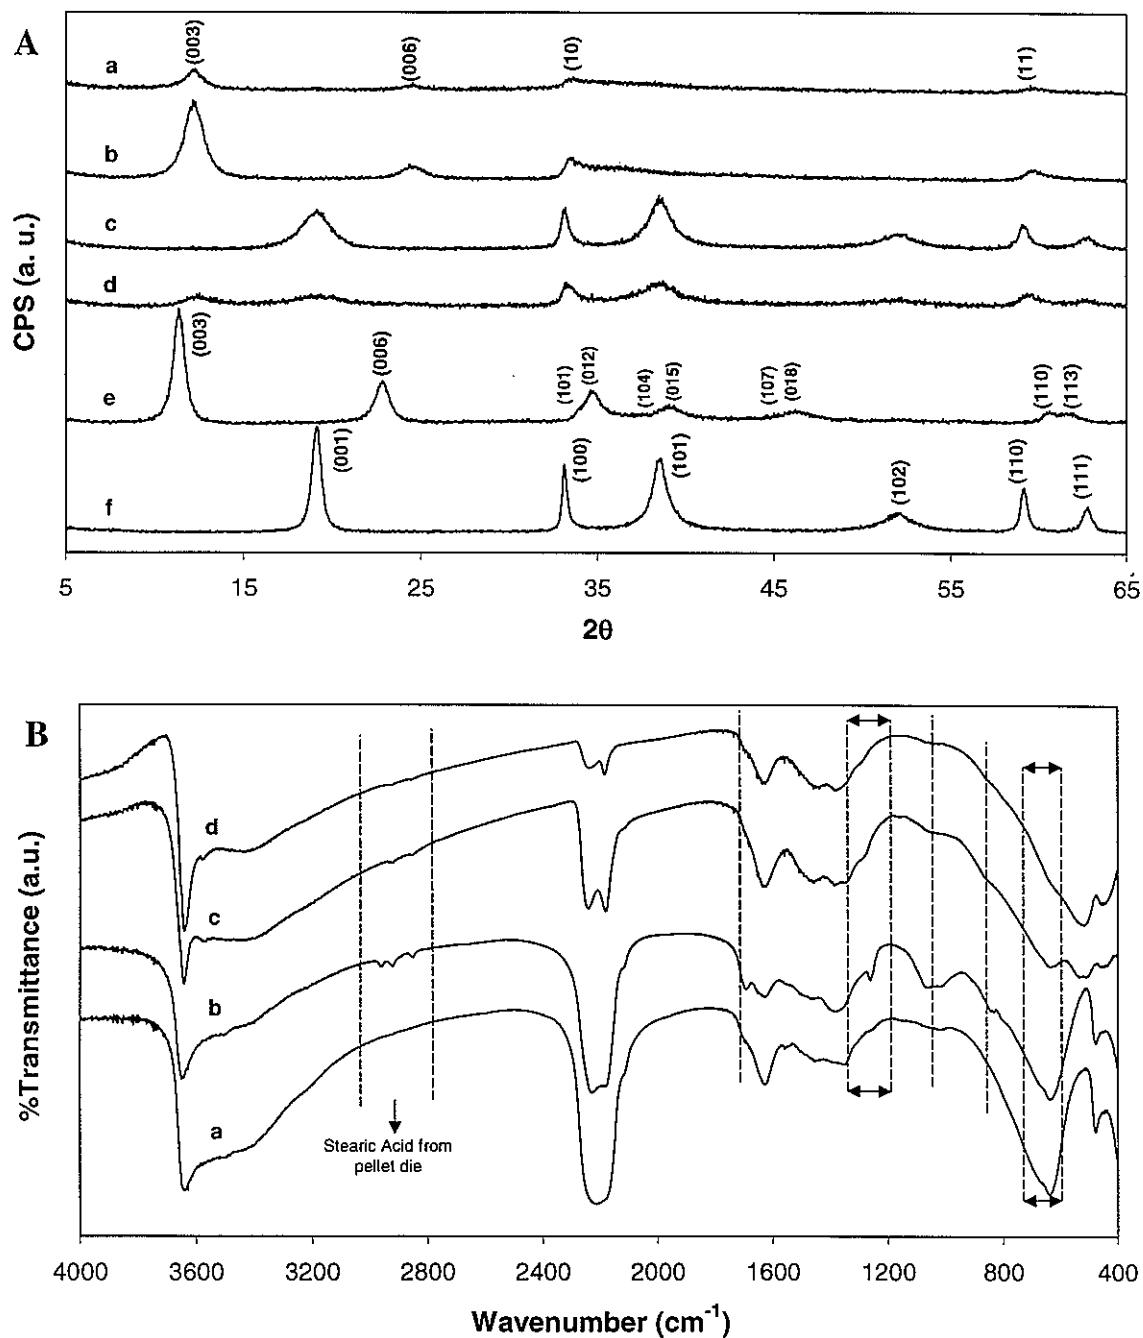 A
a
(003)
(006)
(10)
(11)
b
c
d
e
(003)
(006)
(101)
(012)
(104)
(015)
(107)
(018)
(110)
(113)
f
(001)
(100)
(101)
(102)
(110)
(111)
CPS (a. u.)
5
15
25
35
45
55
65
2θ
B
d
c
b
a
Stearic Acid from
pellet die
%Transmittance (a.u.)
4000
3600
3200
2800
2400
2000
1600
1200
800
400
Wavenumber (cm⁻¹)